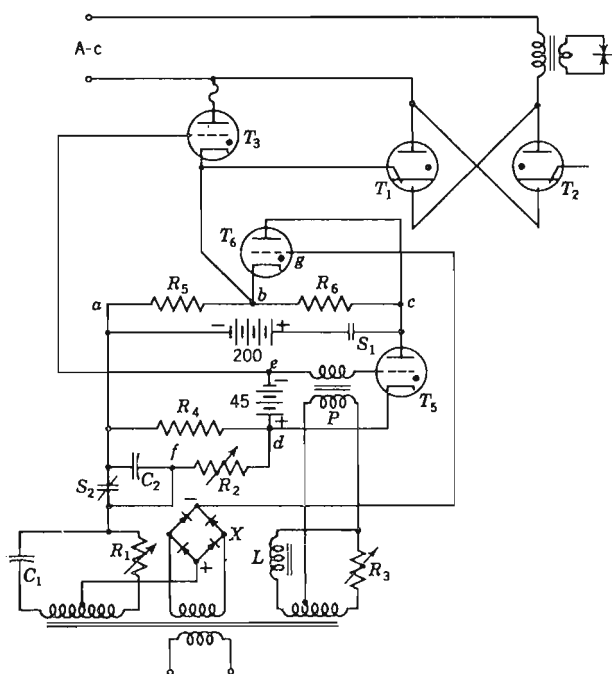 A-c
T3
T1
T2
T6
g
a
R5
b
R6
c
-
+
200
S1
e
-
45
+
R4
d
P
T5
f
C2
R2
S2
-
X
+
R1
C1
L
R3